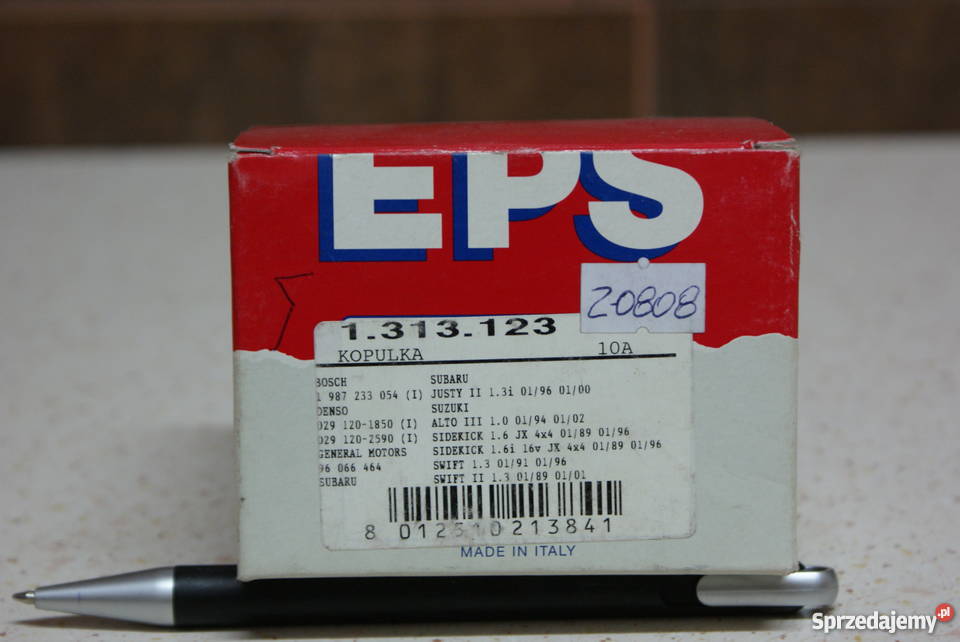 EPS
20808
1.313.123
KOPULKA 10A
BOSCH SUBARU
1 987 233 054 (I) JUSTY II 1.3i 01/96 01/00
DENSO SUZUKI
029 120-1850 (I) ALTO III 1.0 01/94 01/02
029 120-2590 (I) SIDEKICK 1.6 JX 4x4 01/89 01/96
GENERAL MOTORS SIDEKICK 1.6i 16v JX 4x4 01/89 01/96
96 066 464 SWIFT 1.3 01/91 01/96
SUBARU SWIFT II 1.3 01/89 01/01
8 012510 213841
MADE IN ITALY
Sprzedajemy.pl